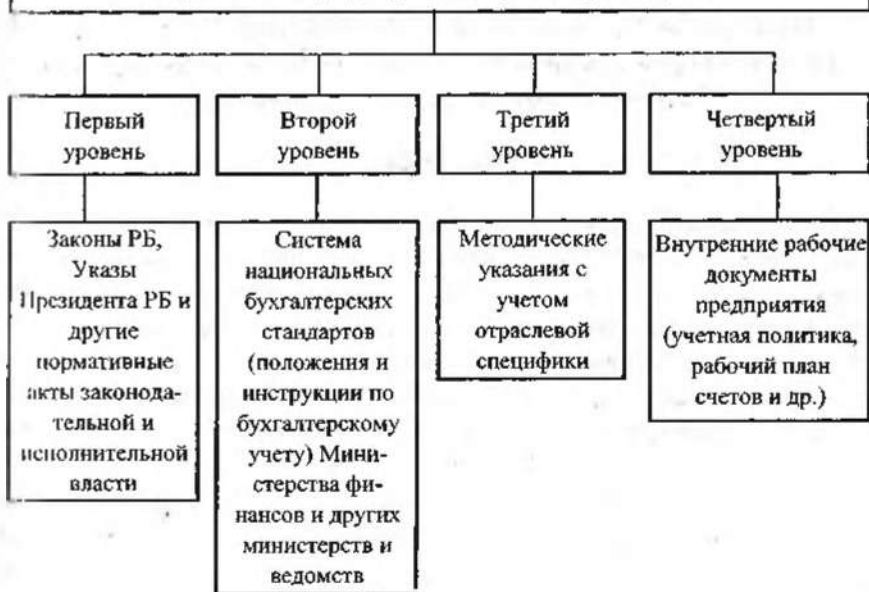 Первый
уровень
Второй
уровень
Третий
уровень
Четвертый
уровень
Законы РБ,
Указы
Президента РБ и
другие
нормативные
акты законода-
тельной и
исполнительной
власти
Система
национальных
бухгалтерских
стандартов
(положения и
инструкции по
бухгалтерскому
учету) Мини-
стерства фи-
нансов и других
министерств и
ведомств
Методические
указания с
учетом
отраслевой
специфики
Внутренние рабочие
документы
предприятия
(учетная политика,
рабочий план
счетов и др.)